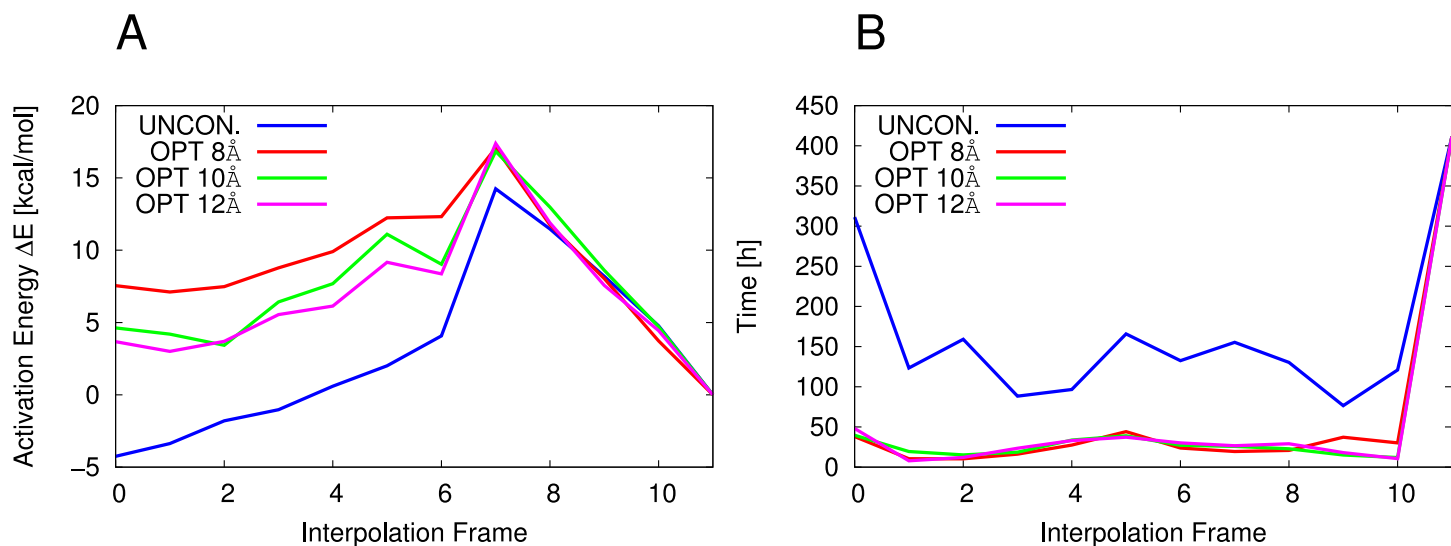 A
Activation Energy ΔE [kcal/mol]
20
15
10
5
0
–5
UNCON.
OPT 8Å
OPT 10Å
OPT 12Å
0 2 4 6 8 10
Interpolation Frame
B
Time [h]
450
400
350
300
250
200
150
100
50
0
UNCON.
OPT 8Å
OPT 10Å
OPT 12Å
0 2 4 6 8 10
Interpolation Frame